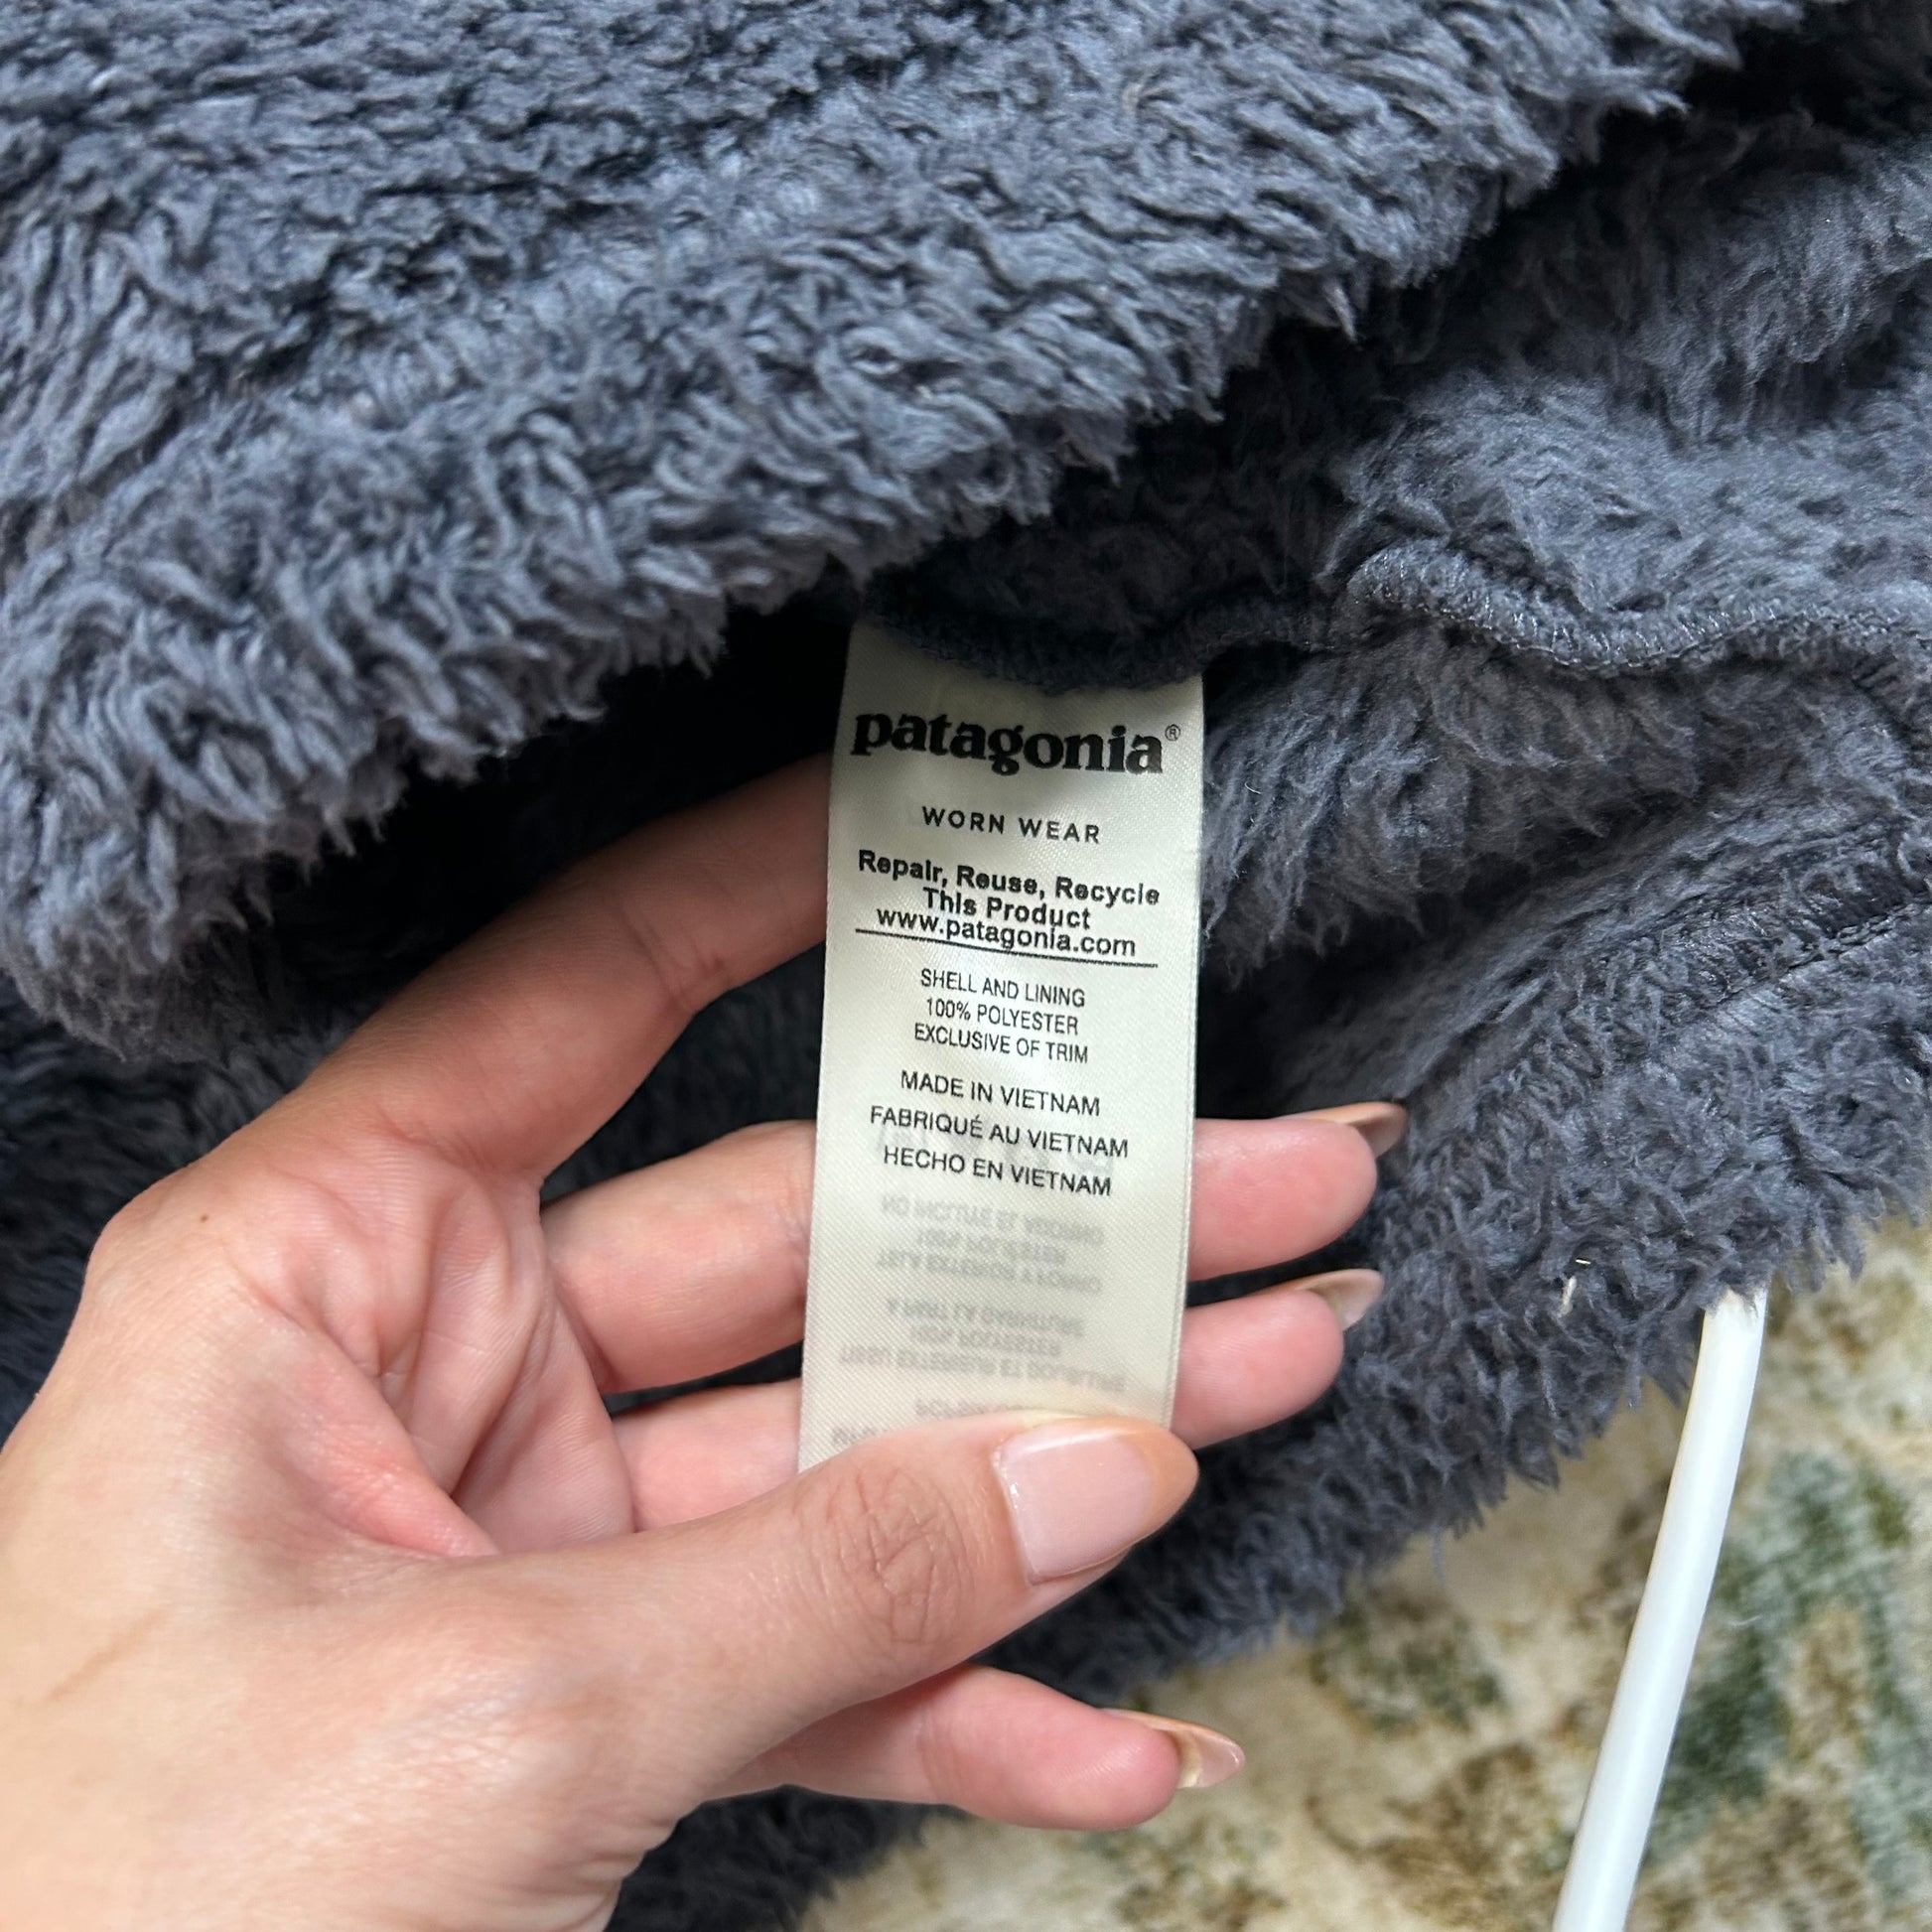 patagonia®
WORN WEAR
Repair, Reuse, Recycle
This Product
www.patagonia.com
SHELL AND LINING
100% POLYESTER
EXCLUSIVE OF TRIM
MADE IN VIETNAM
FABRIQUÉ AU VIETNAM
HECHO EN VIETNAM